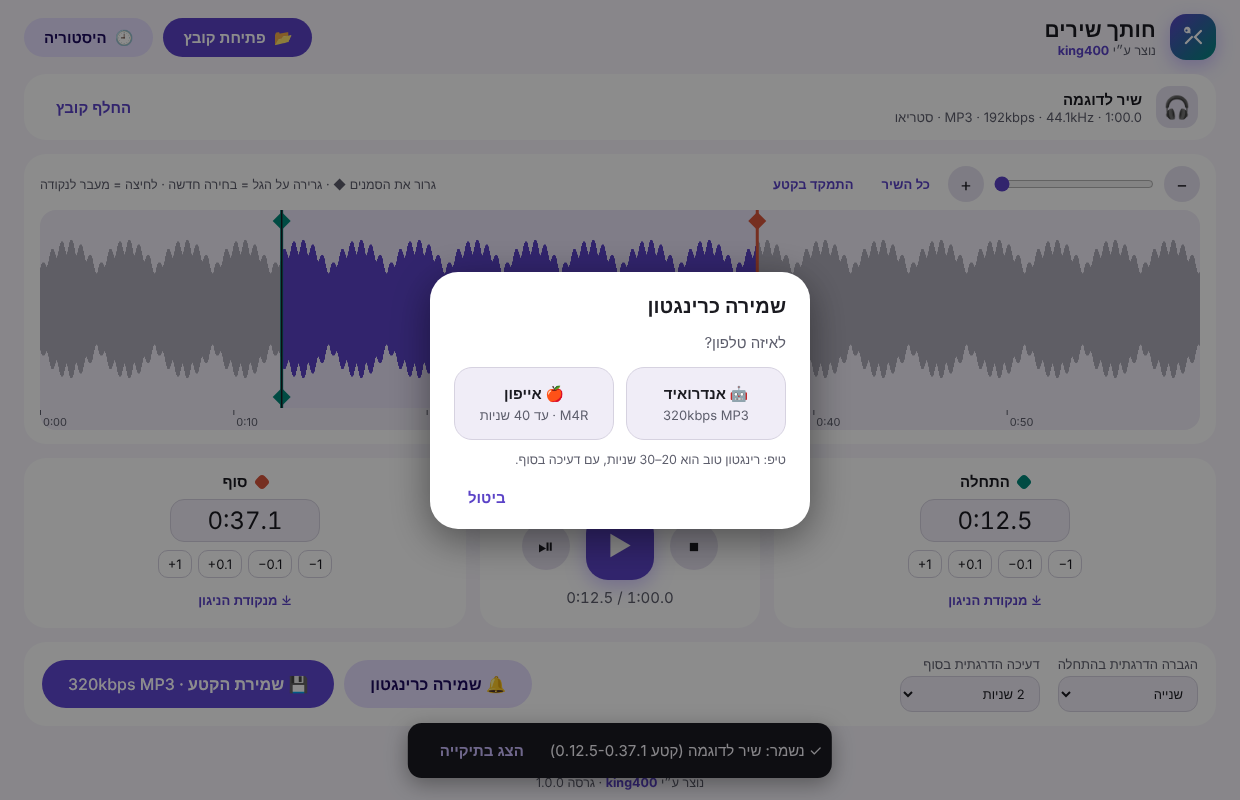 חותך שירים
נוצר ע״י king400
📂 פתיחת קובץ
🕘 היסטוריה
שיר לדוגמה
1:00.0 · 44.1kHz · 192kbps · MP3 · סטריאו
החלף קובץ
−
+
כל השיר
התמקד בקטע
גרור את הסמנים ◆ · גרירה על הגל = בחירה חדשה · לחיצה = מעבר לנקודה
0:00
0:10
0:40
0:50
שמירה כרינגטון
לאיזה טלפון?
🤖 אנדרואיד
320kbps MP3
🍎 אייפון
M4R · עד 40 שניות
טיפ: רינגטון טוב הוא 20–30 שניות, עם דעיכה בסוף.
ביטול
התחלה
0:12.5
−1
−0.1
+0.1
+1
⤓ מנקודת הניגון
0:12.5 / 1:00.0
סוף
0:37.1
−1
−0.1
+0.1
+1
⤓ מנקודת הניגון
הגברה הדרגתית בהתחלה
שנייה
דעיכה הדרגתית בסוף
2 שניות
🔔 שמירה כרינגטון
💾 שמירת הקטע · 320kbps MP3
✓ נשמר: שיר לדוגמה (קטע 0.12.5-0.37.1)
הצג בתיקייה
נוצר ע״י king400 · גרסה 1.0.0